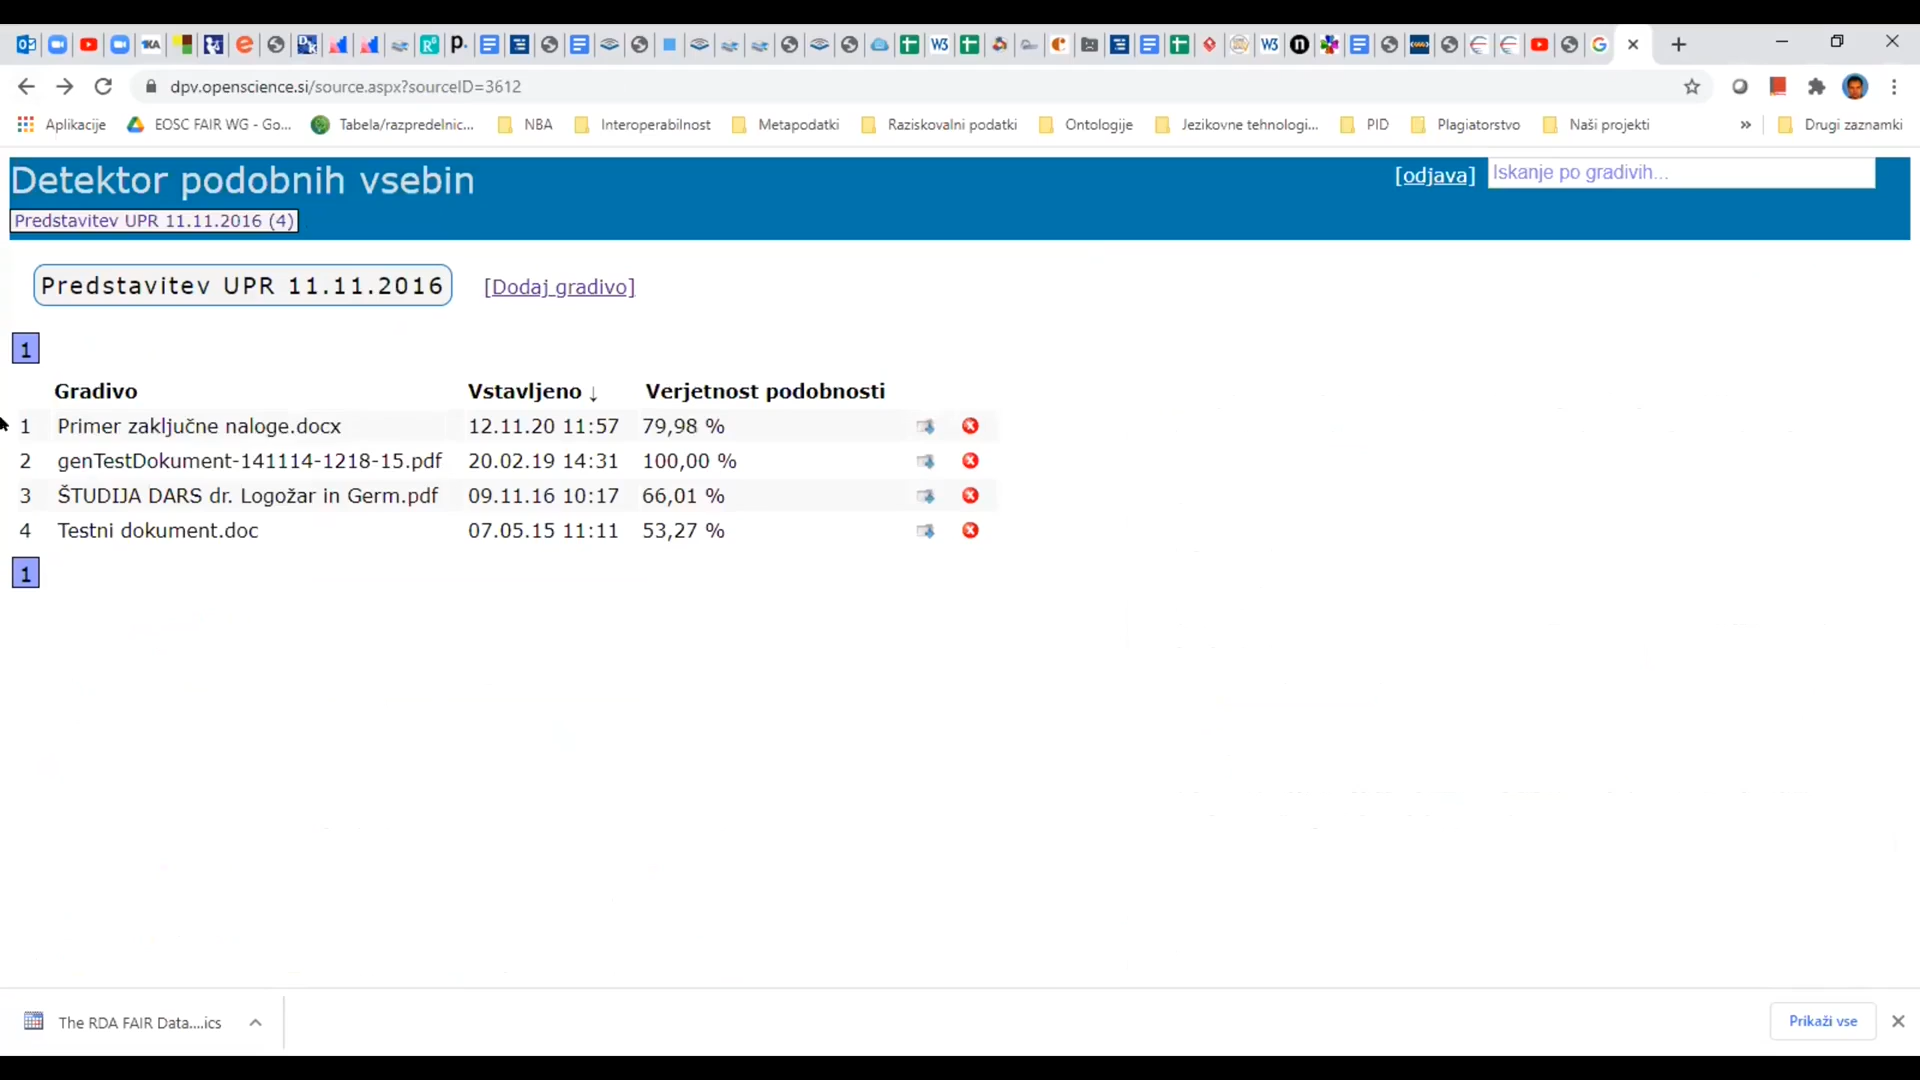 dpv.openscience.si/source.aspx?sourceID=3612
Aplikacije EOSC FAIR WG - Go... Tabela/razpredelnic... NBA Interoperabilnost Metapodatki Raziskovalni podatki Ontologije Jezikovne tehnologi... PID Plagiatorstvo Naši projekti » Drugi zaznamki
Detektor podobnih vsebin [odjava] Iskanje po gradivih...
Predstavitev UPR 11.11.2016 (4)
Predstavitev UPR 11.11.2016 [Dodaj gradivo]
1
Gradivo Vstavljeno ↓ Verjetnost podobnosti
1 Primer zaključne naloge.docx 12.11.20 11:57 79,98 %
2 genTestDokument-141114-1218-15.pdf 20.02.19 14:31 100,00 %
3 ŠTUDIJA DARS dr. Logožar in Germ.pdf 09.11.16 10:17 66,01 %
4 Testni dokument.doc 07.05.15 11:11 53,27 %
1
The RDA FAIR Data....ics Prikaži vse